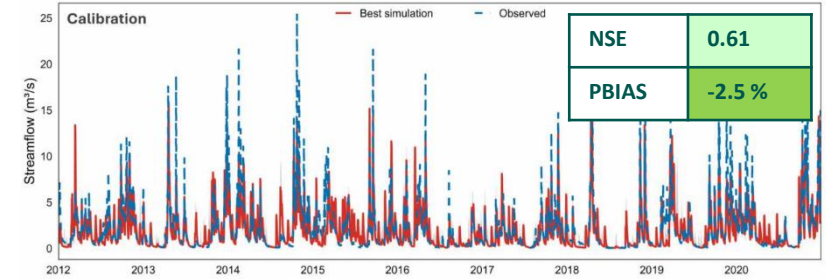 Calibration
Best simulation
Observed
NSE 0.61
PBIAS -2.5 %
Streamflow (m³/s)
25
20
15
10
5
0
2012 2013 2014 2015 2016 2017 2018 2019 2020